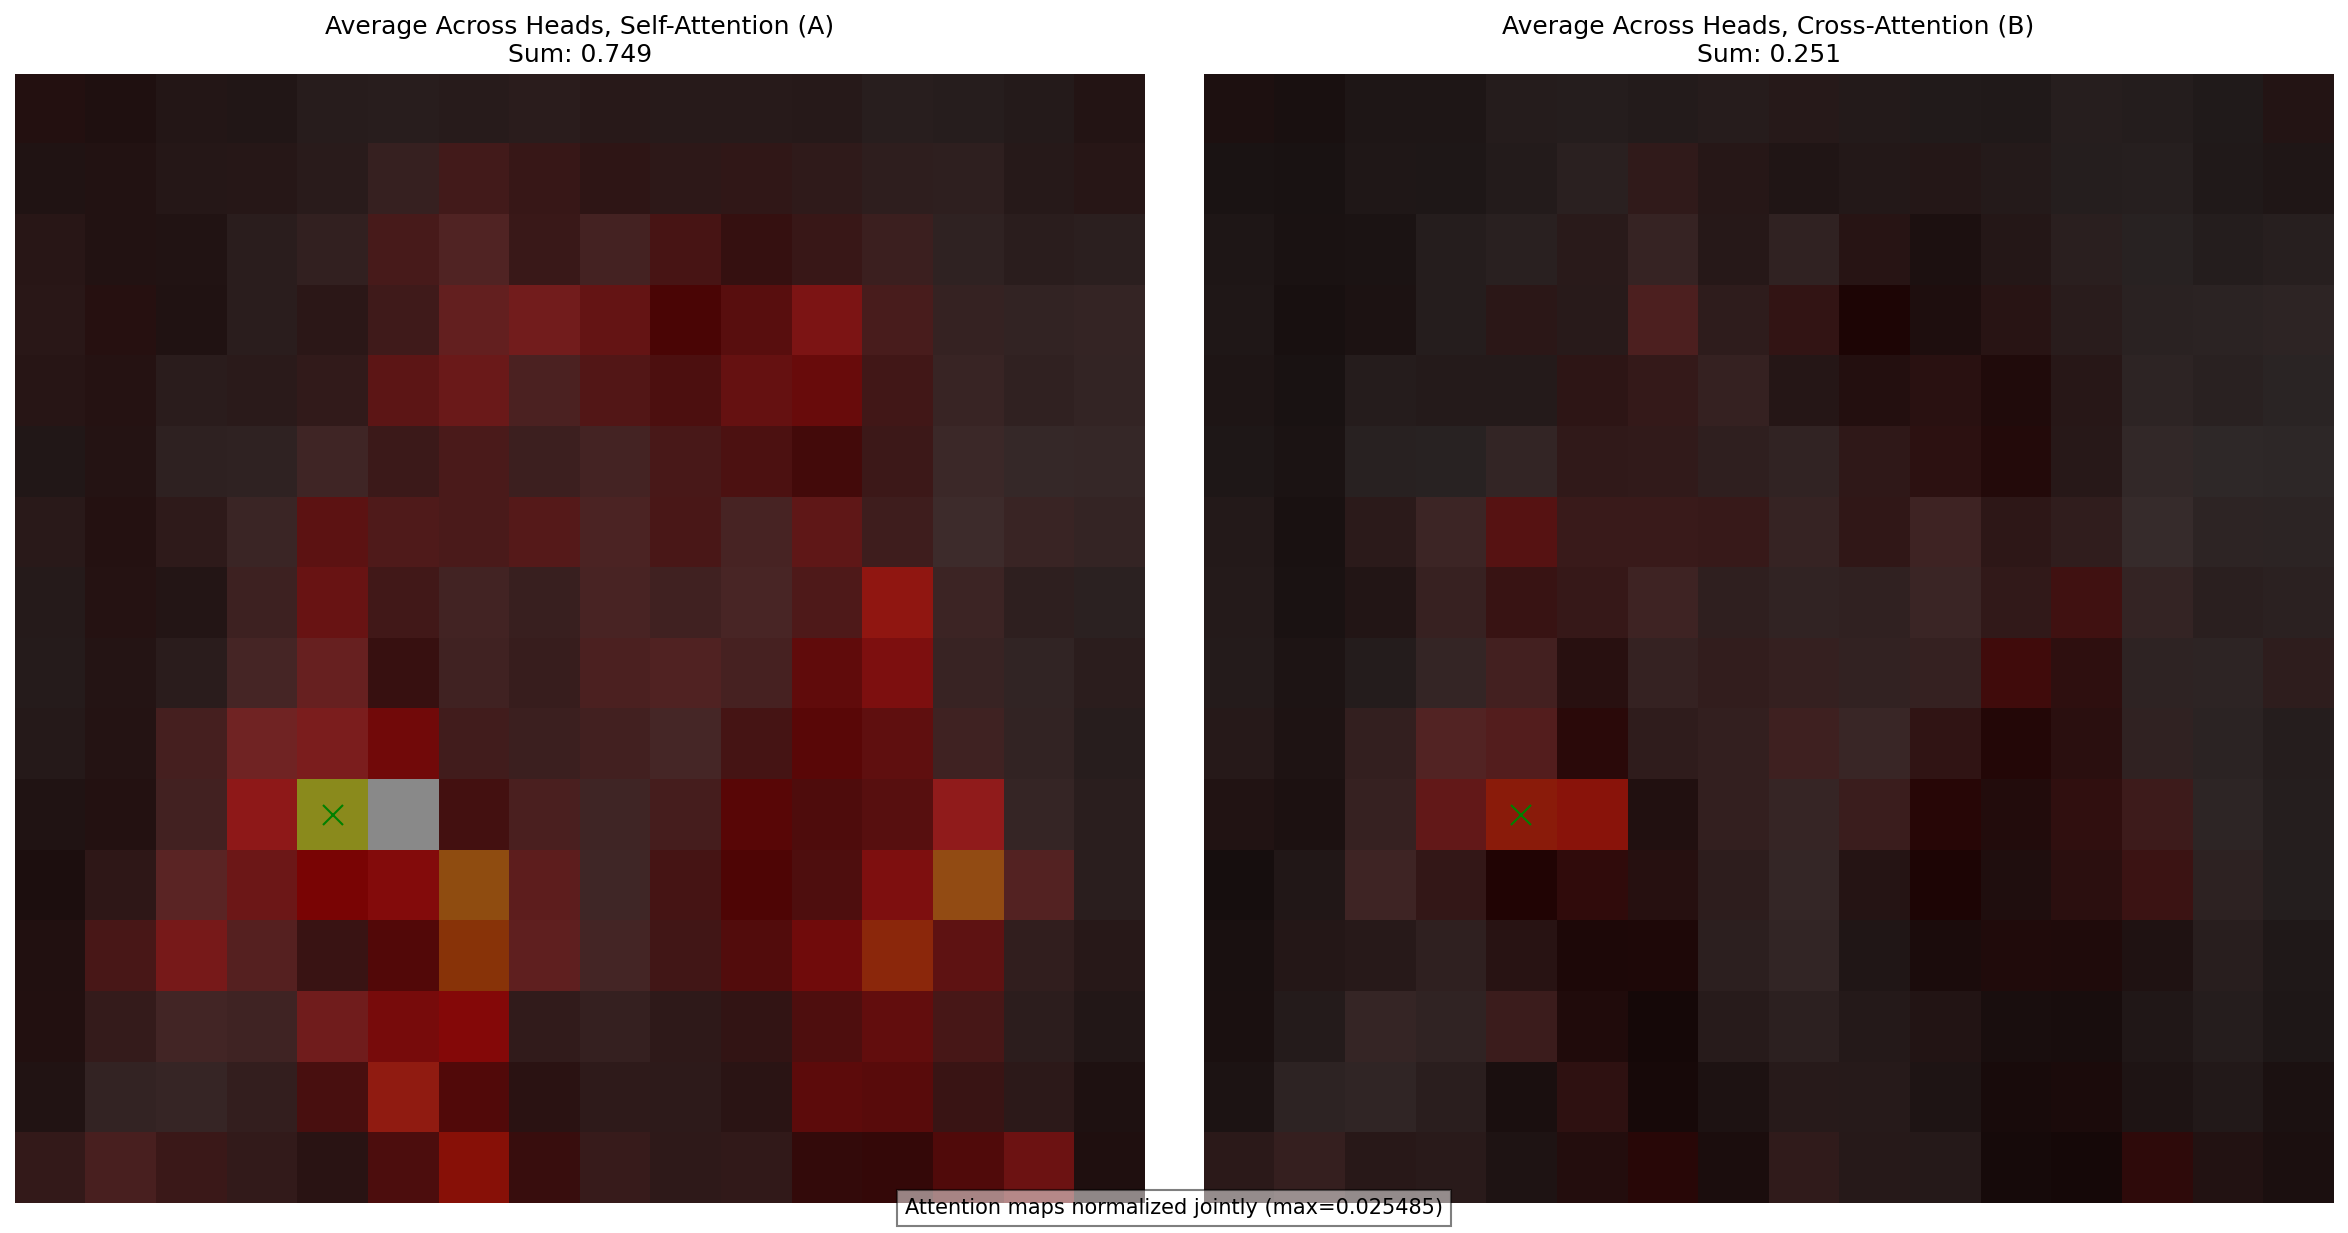 Average Across Heads, Self-Attention (A)
Sum: 0.749
Average Across Heads, Cross-Attention (B)
Sum: 0.251
Attention maps normalized jointly (max=0.025485)